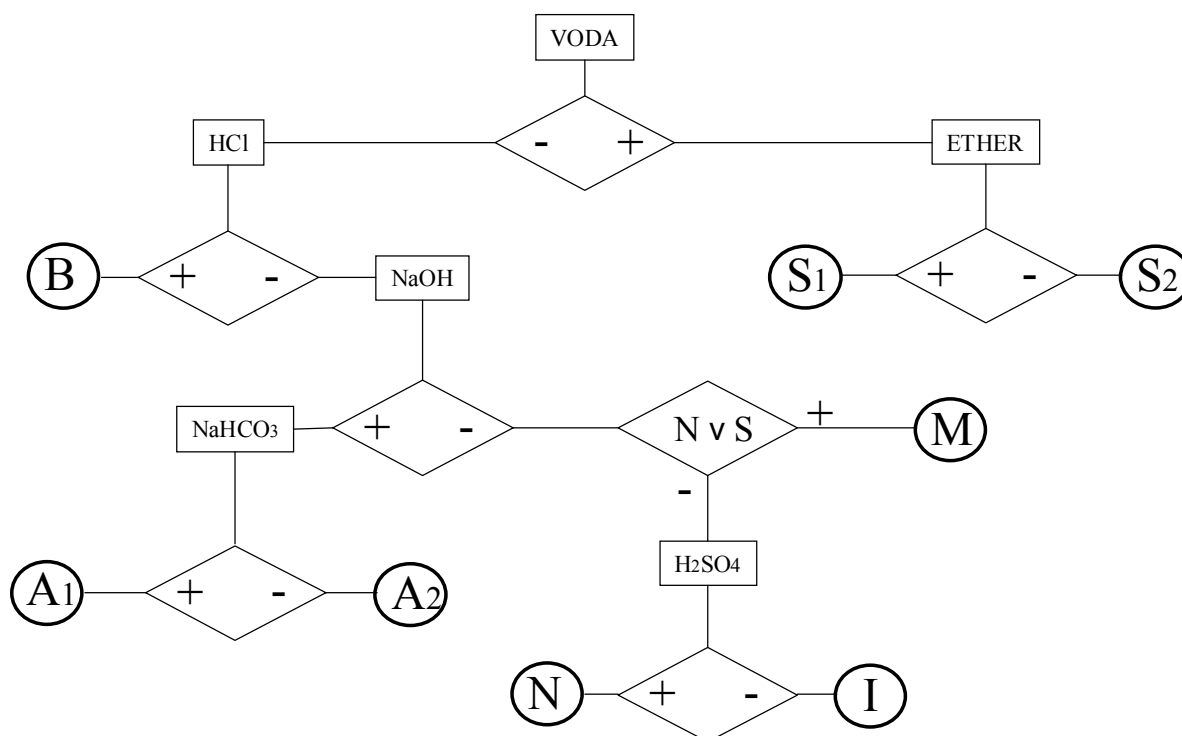 VODA
HCl
- +
ETHER
B
+ -
NaOH
S1
+ -
S2
NaHCO3
+ -
N v S
+
M
-
H2SO4
A1
+ -
A2
N
+ -
I